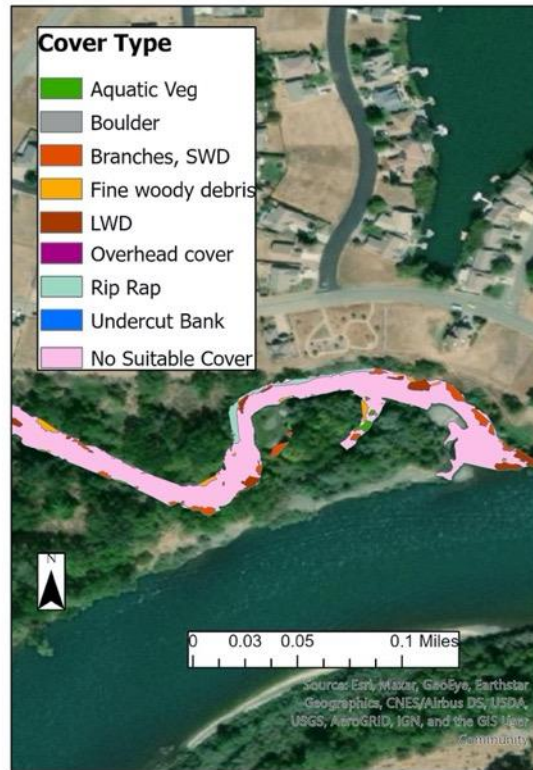 Cover Type
Aquatic Veg
Boulder
Branches, SWD
Fine woody debris
LWD
Overhead cover
Rip Rap
Undercut Bank
No Suitable Cover
N
0 0.03 0.05 0.1 Miles
Source: Esri, Maxar, GeoEye, Earthstar
Geographics, CNES/Airbus DS, USDA,
USGS, AeroGRID, IGN, and the GIS User
Community